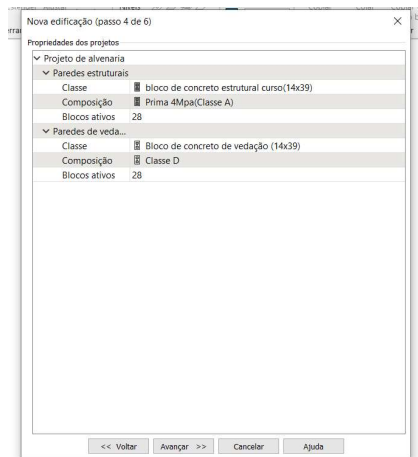 Nova edificação (passo 4 de 6)
Propriedades dos projetos
Projeto de alvenaria
Paredes estruturais
Classe bloco de concreto estrutural curso(14x39)
Composição Prima 4Mpa(Classe A)
Blocos ativos 28
Paredes de veda...
Classe Bloco de concreto de vedação (14x39)
Composição Classe D
Blocos ativos 28
<< Voltar Avançar >> Cancelar Ajuda